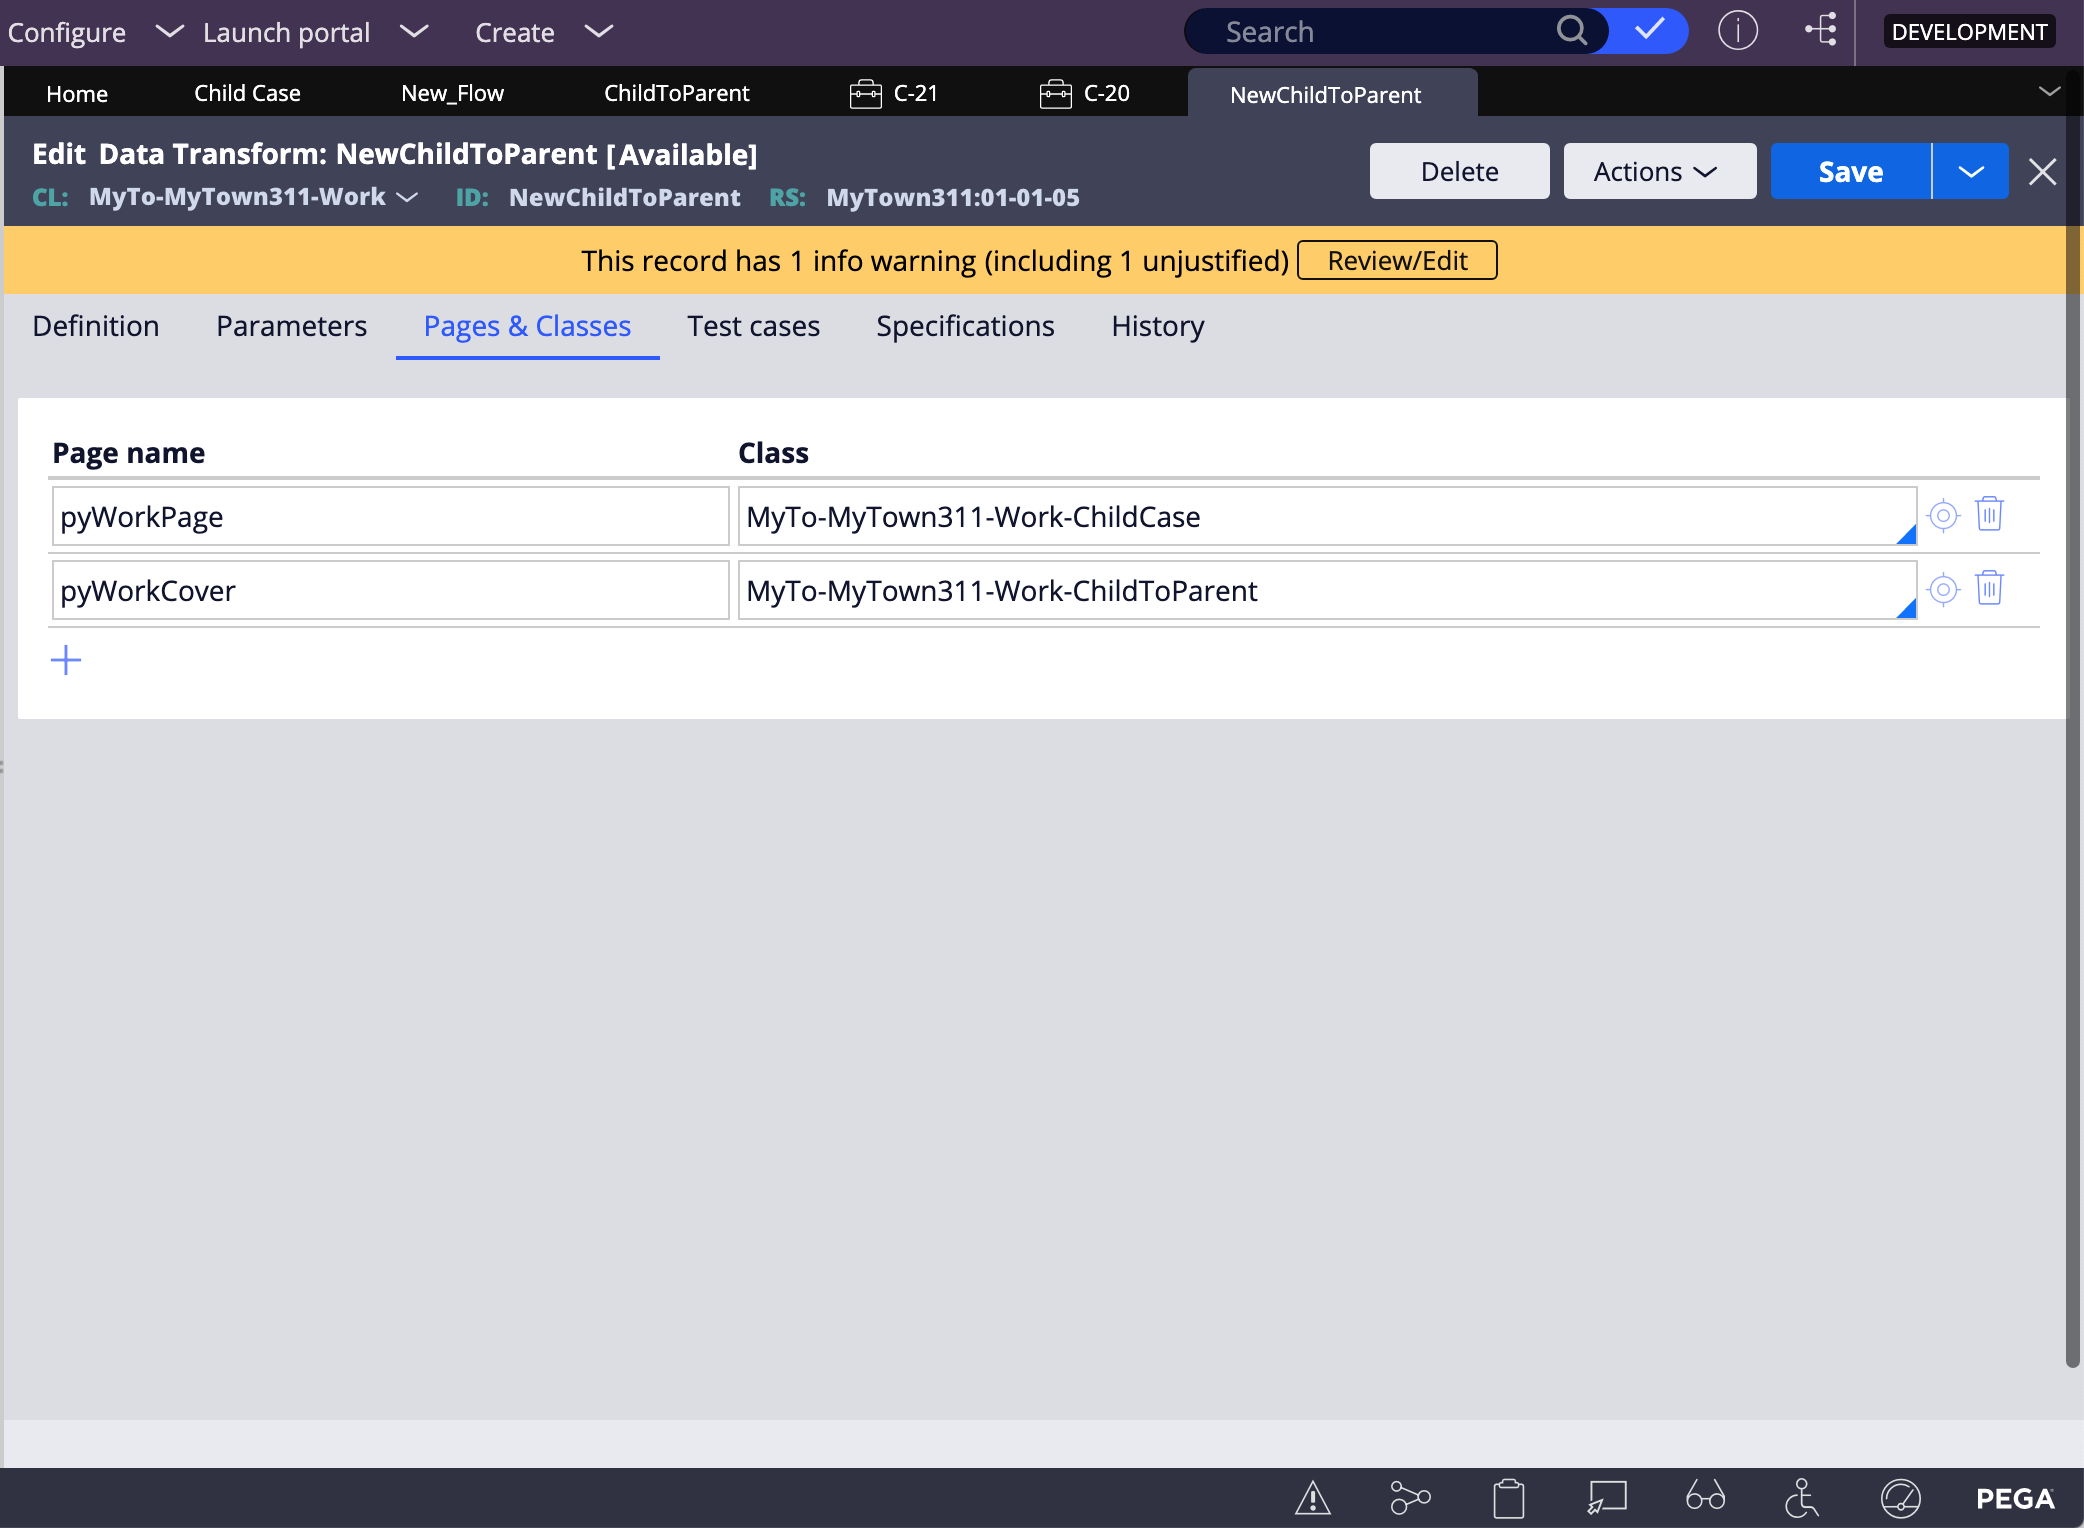 Configure Launch portal Create Search DEVELOPMENT
Home Child Case New_Flow ChildToParent C-21 C-20 NewChildToParent
Edit Data Transform: NewChildToParent [Available]
CL: MyTo-MyTown311-Work ID: NewChildToParent RS: MyTown311:01-01-05
Delete Actions Save
This record has 1 info warning (including 1 unjustified) Review/Edit
Definition Parameters Pages & Classes Test cases Specifications History
Page name Class
pyWorkPage MyTo-MyTown311-Work-ChildCase
pyWorkCover MyTo-MyTown311-Work-ChildToParent
PEGA